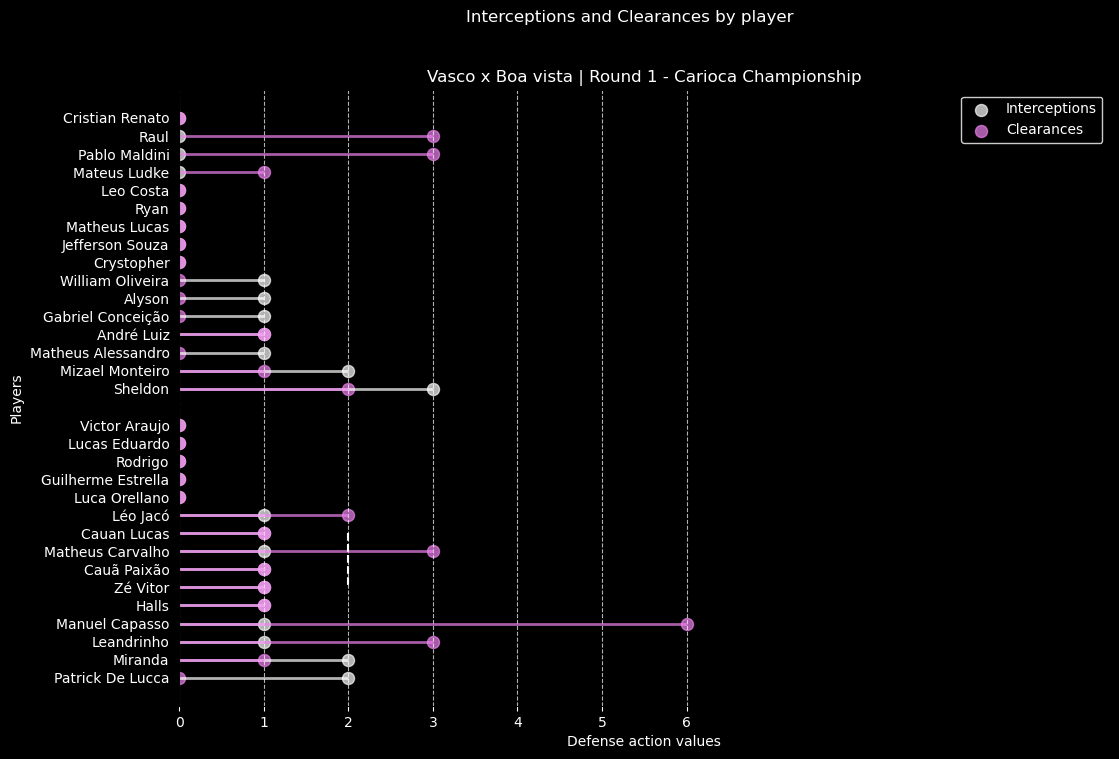 Interceptions and Clearances by player
Vasco x Boa vista | Round 1 - Carioca Championship
Interceptions
Clearances
Players
Cristian Renato
Raul
Pablo Maldini
Mateus Ludke
Leo Costa
Ryan
Matheus Lucas
Jefferson Souza
Crystopher
William Oliveira
Alyson
Gabriel Conceição
André Luiz
Matheus Alessandro
Mizael Monteiro
Sheldon
Victor Araujo
Lucas Eduardo
Rodrigo
Guilherme Estrella
Luca Orellano
Léo Jacó
Cauan Lucas
Matheus Carvalho
Cauã Paixão
Zé Vitor
Halls
Manuel Capasso
Leandrinho
Miranda
Patrick De Lucca
0 1 2 3 4 5 6
Defense action values